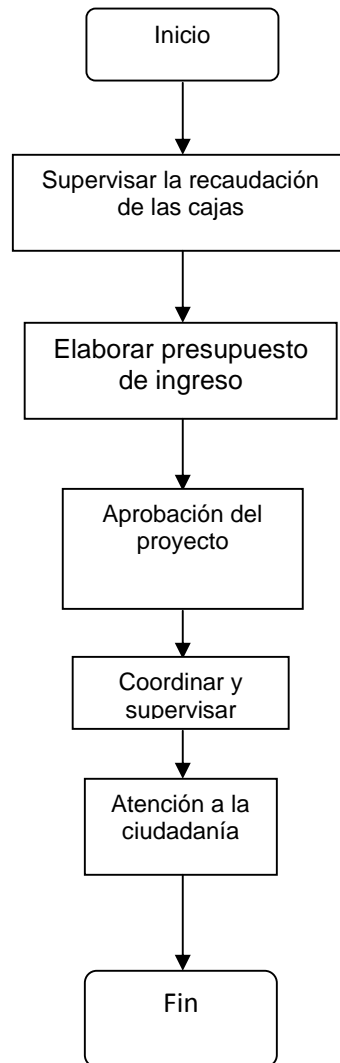 Inicio
Supervisar la recaudación
de las cajas
Elaborar presupuesto
de ingreso
Aprobación del
proyecto
Coordinar y
supervisar
Atención a la
ciudadanía
Fin